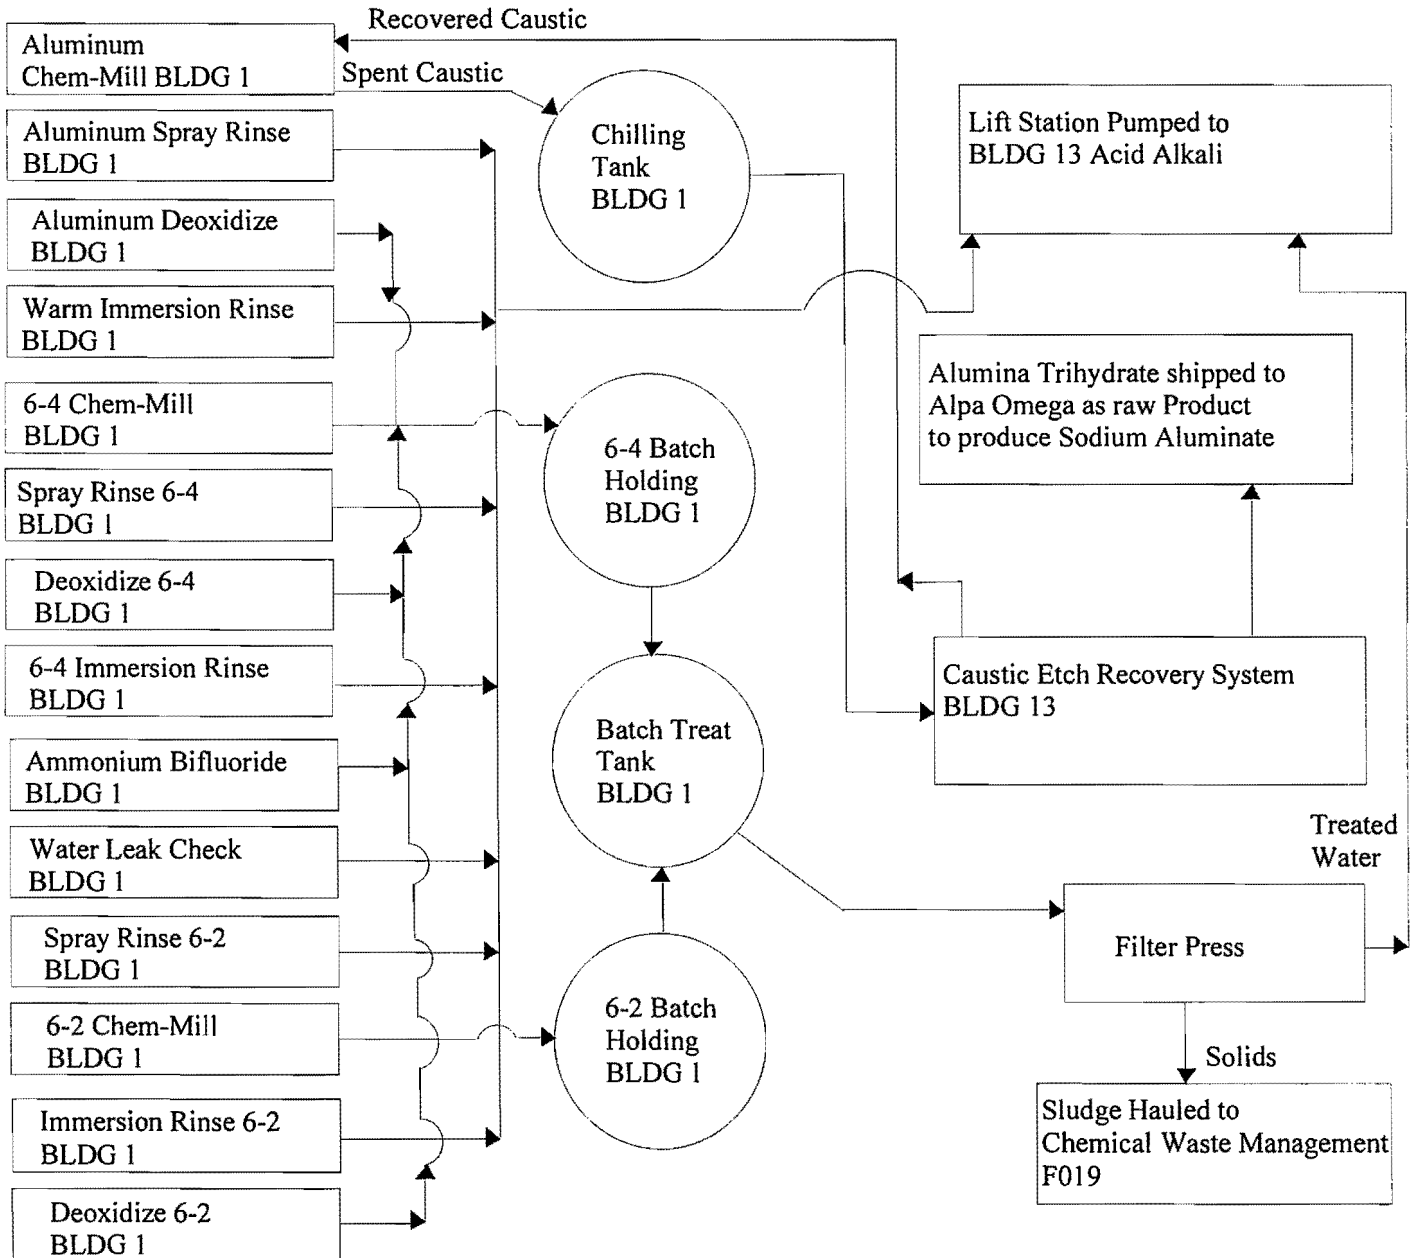 Recovered Caustic
Aluminum
Chem-Mill BLDG 1
Spent Caustic
Aluminum Spray Rinse
BLDG 1
Aluminum Deoxidize
BLDG 1
Warm Immersion Rinse
BLDG 1
6-4 Chem-Mill
BLDG 1
Spray Rinse 6-4
BLDG 1
Deoxidize 6-4
BLDG 1
6-4 Immersion Rinse
BLDG 1
Ammonium Bifluoride
BLDG 1
Water Leak Check
BLDG 1
Spray Rinse 6-2
BLDG 1
6-2 Chem-Mill
BLDG 1
Immersion Rinse 6-2
BLDG 1
Deoxidize 6-2
BLDG 1
Chilling
Tank
BLDG 1
6-4 Batch
Holding
BLDG 1
Batch Treat
Tank
BLDG 1
6-2 Batch
Holding
BLDG 1
Lift Station Pumped to
BLDG 13 Acid Alkali
Alumina Trihydrate shipped to
Alpa Omega as raw Product
to produce Sodium Aluminate
Caustic Etch Recovery System
BLDG 13
Treated
Water
Filter Press
Solids
Sludge Hauled to
Chemical Waste Management
F019